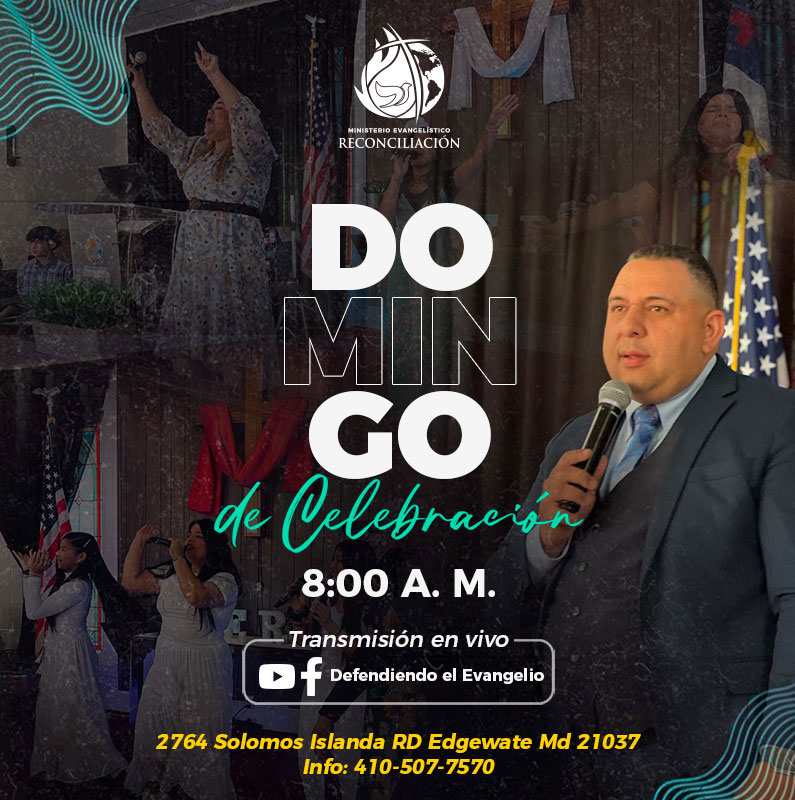 MINISTERIO EVANGELÍSTICO
RECONCILIACIÓN
DO
MIN
GO
de Celebración
8:00 A. M.
Transmisión en vivo
Defendiendo el Evangelio
2764 Solomos Islanda RD Edgewate Md 21037
Info: 410-507-7570